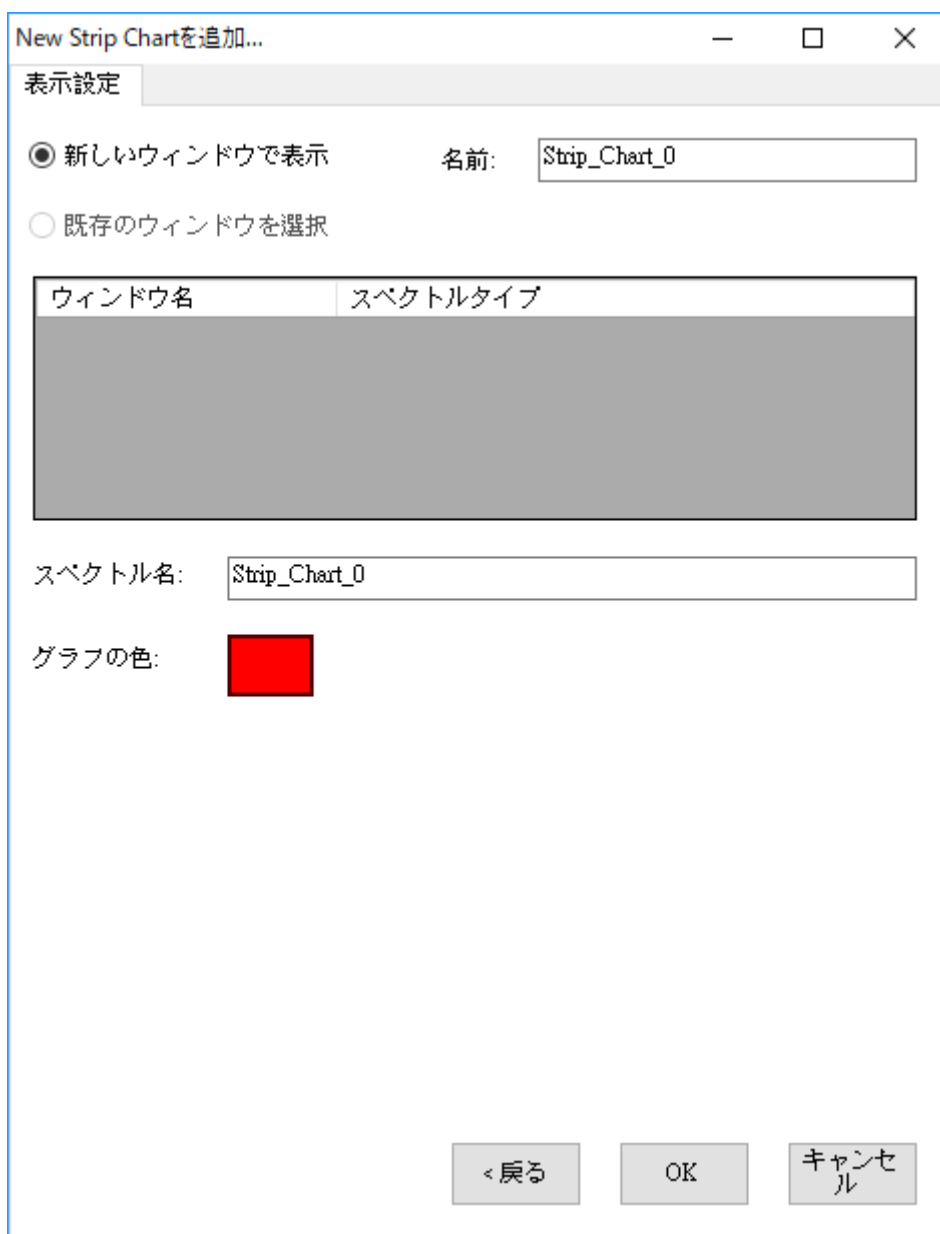 New Strip Chartを追加...
表示設定
新しいウィンドウで表示
名前:
Strip_Chart_0
既存のウィンドウを選択
ウィンドウ名
スペクトルタイプ
スペクトル名:
Strip_Chart_0
グラフの色:
<戻る
OK
キャンセ
ル